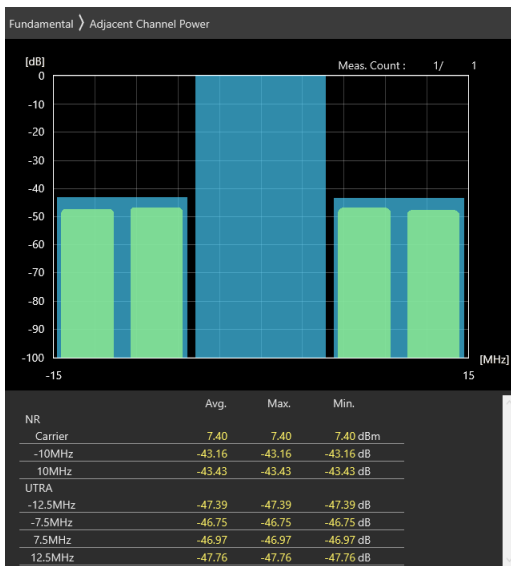 Fundamental 〉 Adjacent Channel Power
[dB]
Meas. Count : 1/ 1
0
-10
-20
-30
-40
-50
-60
-70
-80
-90
-100
[MHz]
-15 15
Avg. Max. Min.
NR
Carrier 7.40 7.40 7.40 dBm
-10MHz -43.16 -43.16 -43.16 dB
10MHz -43.43 -43.43 -43.43 dB
UTRA
-12.5MHz -47.39 -47.39 -47.39 dB
-7.5MHz -46.75 -46.75 -46.75 dB
7.5MHz -46.97 -46.97 -46.97 dB
12.5MHz -47.76 -47.76 -47.76 dB